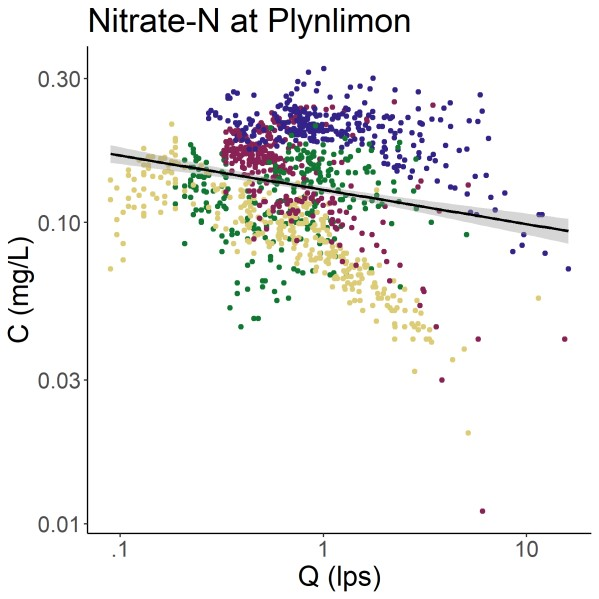 Nitrate-N at Plynlimon
C (mg/L)
0.30
0.10
0.03
0.01
.1
1
10
Q (lps)